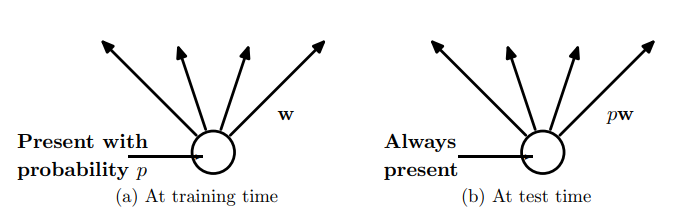 w
Present with
probability p
(a) At training time
pw
Always
present
(b) At test time